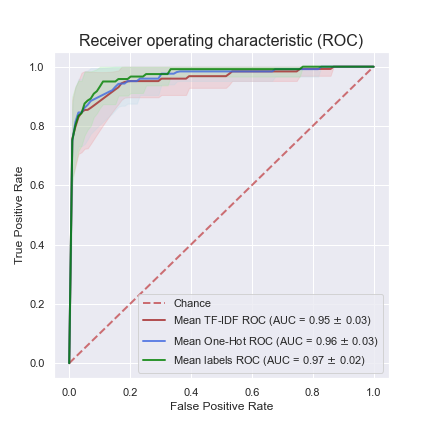 Receiver operating characteristic (ROC)
True Positive Rate
1.0
0.8
0.6
0.4
0.2
0.0
Chance
Mean TF-IDF ROC (AUC = 0.95 ± 0.03)
Mean One-Hot ROC (AUC = 0.96 ± 0.03)
Mean labels ROC (AUC = 0.97 ± 0.02)
0.0 0.2 0.4 0.6 0.8 1.0
False Positive Rate